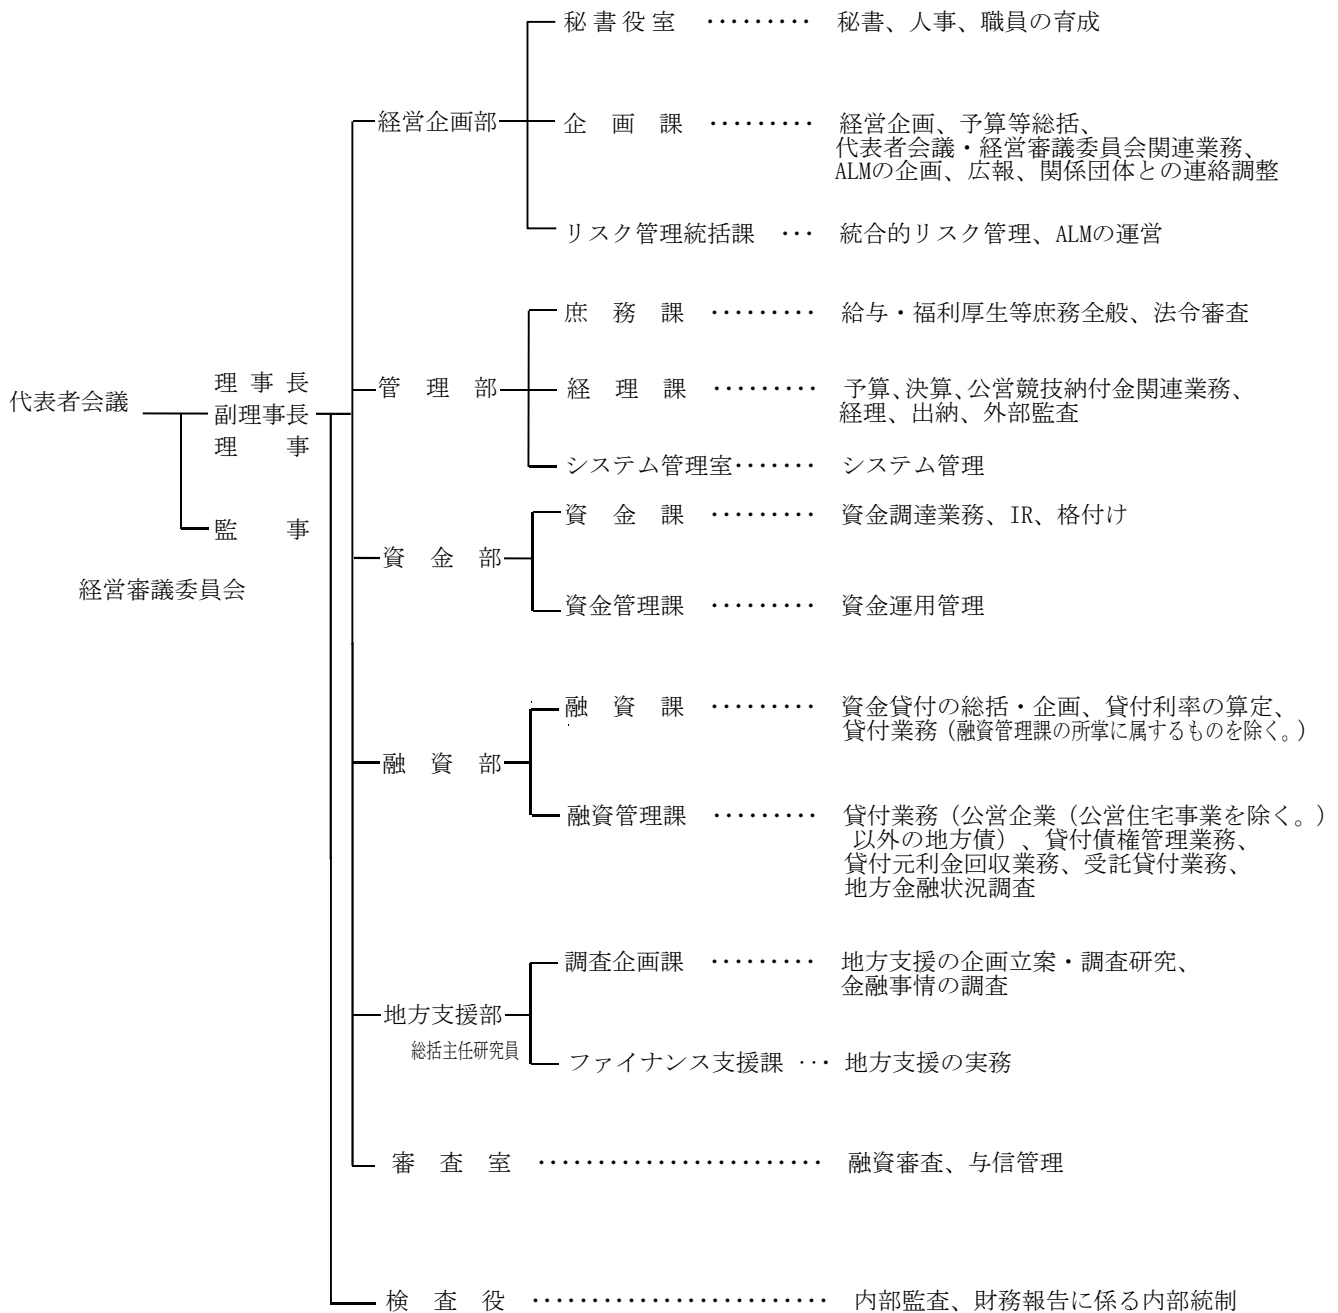 代表者会議
理事長
副理事長
理事
監事
経営審議委員会
経営企画部
秘書役室 ········· 秘書、人事、職員の育成
企画課 ········· 経営企画、予算等総括、
代表者会議・経営審議委員会関連業務、
ALMの企画、広報、関係団体との連絡調整
リスク管理統括課 ··· 統合的リスク管理、ALMの運営
管理部
庶務課 ········· 給与・福利厚生等庶務全般、法令審査
経理課 ········· 予算、決算、公営競技納付金関連業務、
経理、出納、外部監査
システム管理室······· システム管理
資金部
資金課 ········· 資金調達業務、IR、格付け
資金管理課 ········· 資金運用管理
融資部
融資課 ········· 資金貸付の総括・企画、貸付利率の算定、
貸付業務（融資管理課の所掌に属するものを除く。）
融資管理課 ········· 貸付業務（公営企業（公営住宅事業を除く。）
以外の地方債）、貸付債権管理業務、
貸付元利金回収業務、受託貸付業務、
地方金融状況調査
地方支援部
総括主任研究員
調査企画課 ········· 地方支援の企画立案・調査研究、
金融事情の調査
ファイナンス支援課 ··· 地方支援の実務
審査室 ························ 融資審査、与信管理
検査役 ························· 内部監査、財務報告に係る内部統制